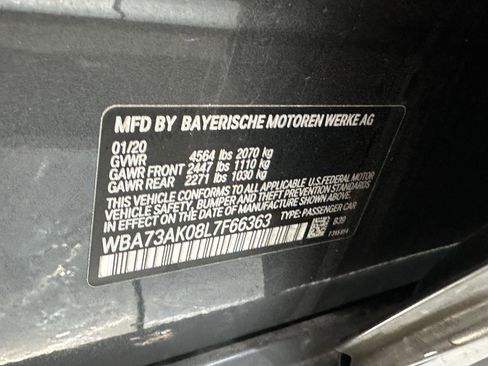 MFD BY BAYERISCHE MOTOREN WERKE AG
01/20
GVWR 4564 lbs 2070 kg
GAWR FRONT 2447 lbs 1110 kg
GAWR REAR 2271 lbs 1030 kg
THIS VEHICLE CONFORMS TO ALL APPLICABLE U.S. FEDERAL MOTOR
VEHICLE SAFETY, BUMPER AND THEFT PREVENTION STANDARDS
IN EFFECT ON THE DATE OF MANUFACTURE SHOWN ABOVE.
WBA73AK08L7F66363 TYPE: PASSENGER CAR
B39